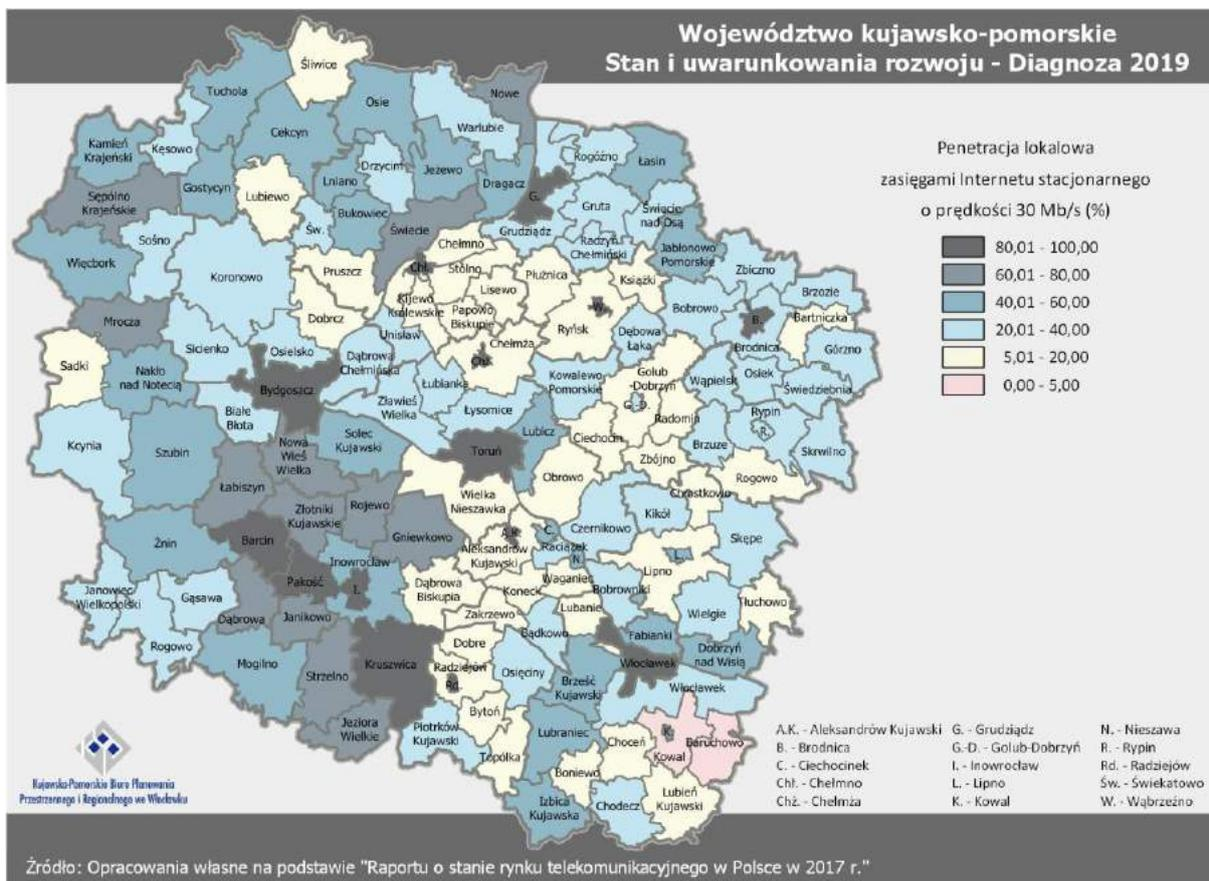 Województwo kujawsko-pomorskie
Stan i uwarunkowania rozwoju - Diagnoza 2019
Penetracja lokalowa
zasięgami Internetu stacjonarnego
o prędkości 30 Mb/s (%)
80,01 - 100,00
60,01 - 80,00
40,01 - 60,00
20,01 - 40,00
5,01 - 20,00
0,00 - 5,00
Śliwice
Tuchola
Osie
Nowe
Warlubie
Cekcyn
Kamień
Krajeński
Kęsowo
Drzycim
Jeżewo
Rogóźno
Łasin
Sępólno
Krajeńskie
Gostycyn
Lubiewo
Lniano
Dragacz
G.
Bukowiec
Gruta
Świecie
nad Osą
Sośno
Św.
Świecie
Grudziądz
Radzyń
Chełmiński
Jabłonowo
Pomorskie
Więcbork
Koronowo
Pruszcz
Chełmno
Chł.
Stolno
Płużnica
Książki
Zbiczno
Brzozie
Mrocza
Dobrcz
Kijewo
Królewskie
Lisewo
Papowo
Biskupie
W.
Ryńsk
Bobrowo
B.
Bartniczka
Sadki
Sicienko
Osielsko
Unisław
Dąbrowa
Chełmińska
Chełmża
Chż.
Dębowa
Łąka
Brodnica
Górzno
Nakło
nad Notecią
Bydgoszcz
Łubianka
Kowalewo
Pomorskie
Golub-
Dobrzyń
G.-D.
Wąpielsk
Osiek
Świedziebnia
Białe
Błota
Zławieś
Wielka
Łysomice
Radomin
Rypin
R.
Kcynia
Szubin
Nowa
Wieś
Wielka
Solec
Kujawski
Toruń
Lubicz
Ciechocin
Zbójno
Brzuze
Skrwilno
Łabiszyn
Obrowo
Rogowo
Złotniki
Kujawskie
Rojewo
Wielka
Nieszawka
Chrostkowo
Żnin
Barcin
Gniewkowo
A.K.
C.
Raciążek
Czernikowo
Kikół
Skępe
Inowrocław
Aleksandrów
Kujawski
N.
L.
Lipno
Janowiec
Wielkopolski
Gąsawa
Pakość
I.
Dąbrowa
Biskupia
Koneck
Waganiec
Bobrowniki
Tłuchowo
Dąbrowa
Janikowo
Zakrzewo
Lubanie
Wielgie
Rogowo
Mogilno
Strzelno
Kruszwica
Dobre
Bądkowo
Fabianki
Dobrzyń
nad Wisłą
Radziejów
Rd.
Osięciny
Włocławek
Brześć
Kujawski
Włocławek
Jeziora
Wielkie
Piotrków
Kujawski
Bytoń
Lubraniec
Choceń
K.
Kowal
Baruchowo
Topólka
Boniewo
Izbica
Kujawska
Chodecz
Lubień
Kujawski
A.K. - Aleksandrów Kujawski
B. - Brodnica
C. - Ciechocinek
Chł. - Chełmno
Chż. - Chełmża
G. - Grudziądz
G.-D. - Golub-Dobrzyń
I. - Inowrocław
L. - Lipno
K. - Kowal
N. - Nieszawa
R. - Rypin
Rd. - Radziejów
Św. - Świekatowo
W. - Wąbrzeźno
Kujawsko-Pomorskie Biuro Planowania
Przestrzennego i Regionalnego we Włocławku
Źródło: Opracowania własne na podstawie "Raportu o stanie rynku telekomunikacyjnego w Polsce w 2017 r."